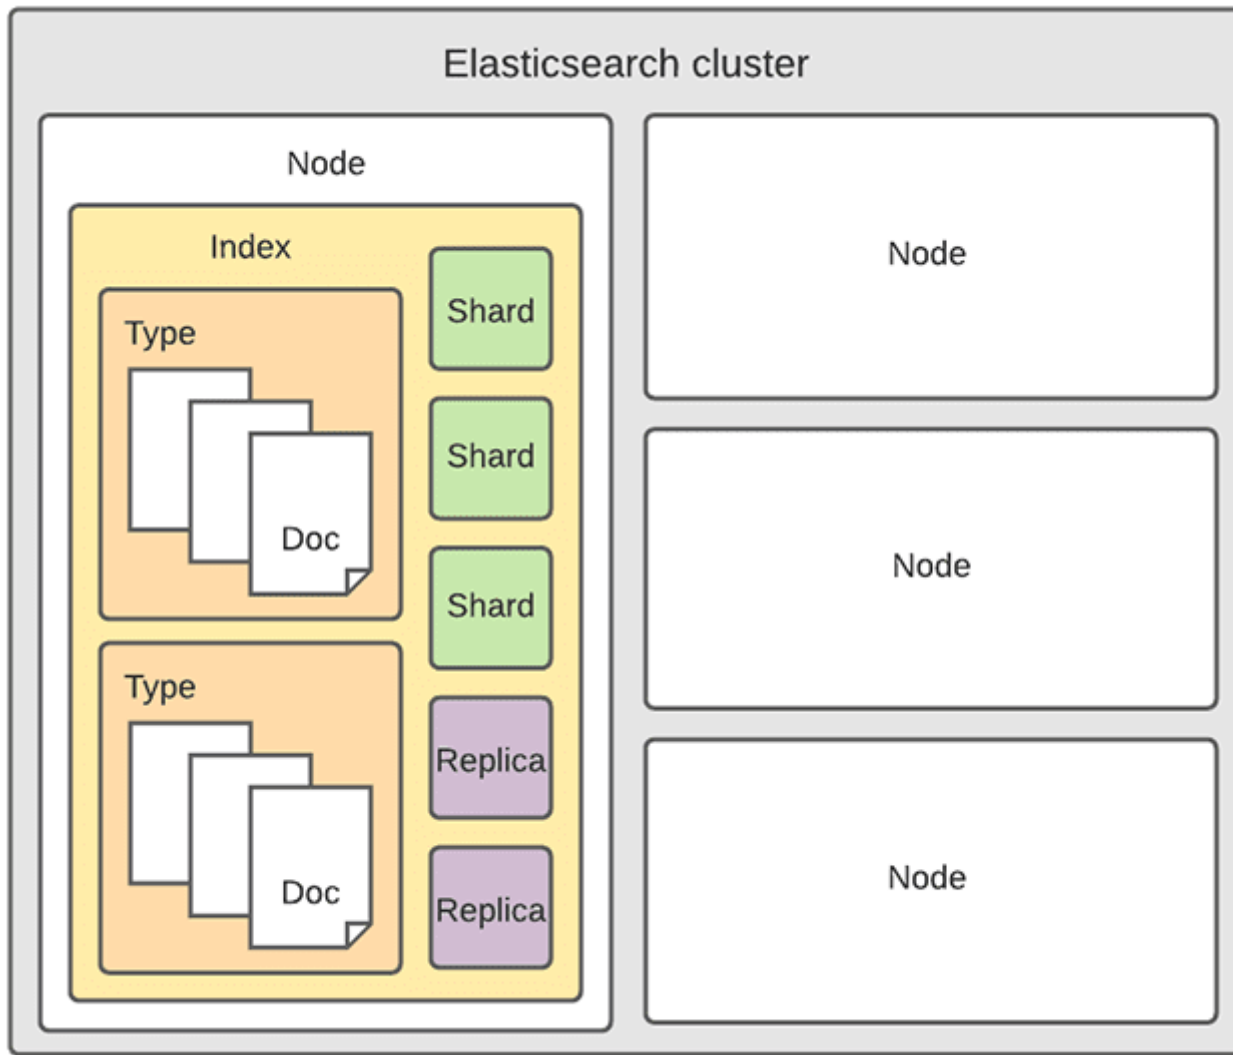 Elasticsearch cluster
Node
Index
Type
Doc
Type
Doc
Shard
Shard
Shard
Replica
Replica
Node
Node
Node